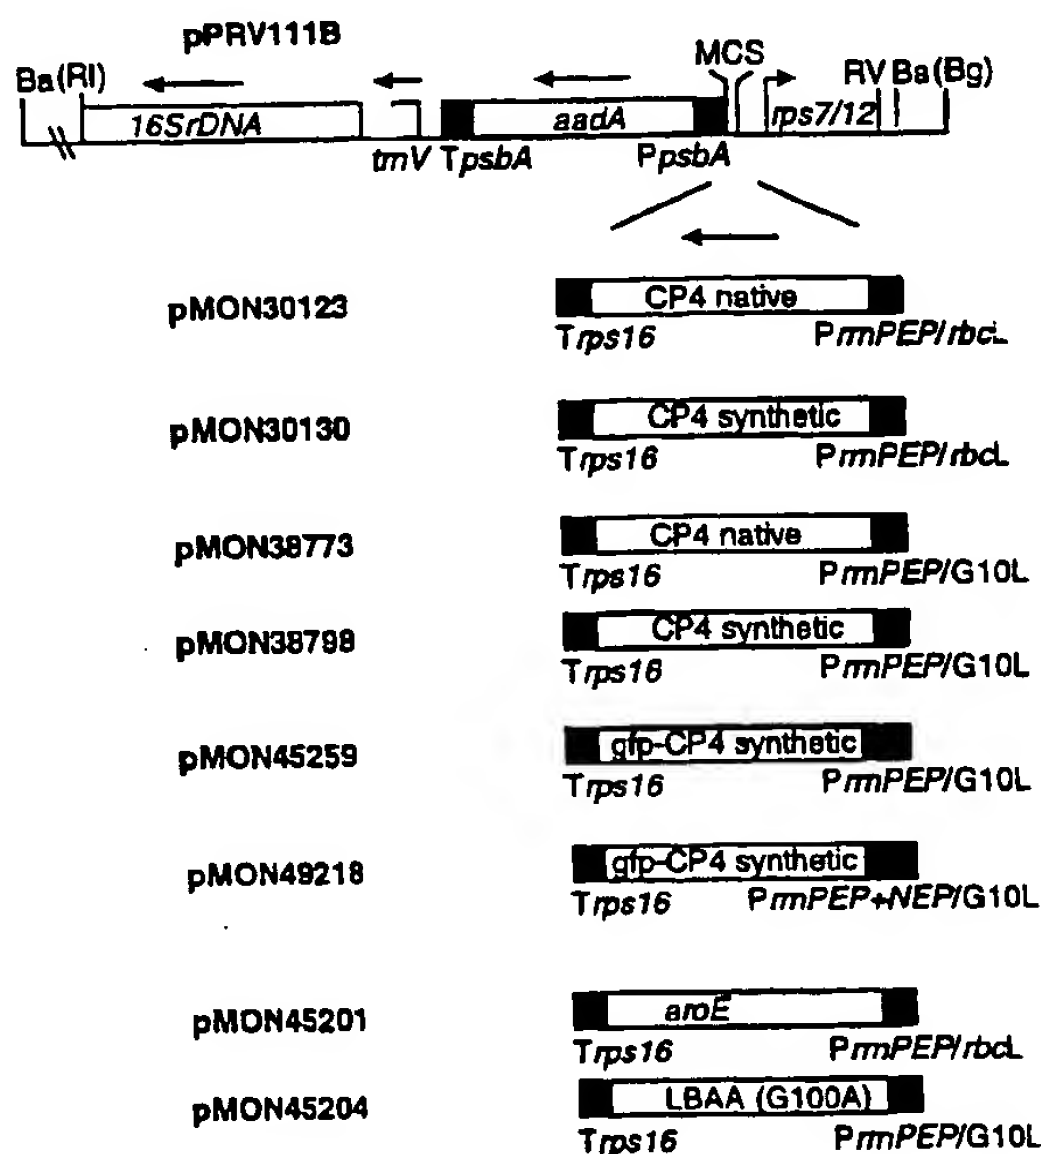 pPRV111B
MCS
Ba(RI) RV Ba(Bg)
16SrDNA aadA rps7/12
trnV TpsbA PpsbA
pMON30123 CP4 native
Trps16 PrrnPEP/rbcL
pMON30130 CP4 synthetic
Trps16 PrrnPEP/rbcL
pMON38773 CP4 native
Trps16 PrrnPEP/G10L
pMON38798 CP4 synthetic
Trps16 PrrnPEP/G10L
pMON45259 gfp-CP4 synthetic
Trps16 PrrnPEP/G10L
pMON49218 gfp-CP4 synthetic
Trps16 PrrnPEP+NEP/G10L
pMON45201 aroE
Trps16 PrrnPEP/rbcL
pMON45204 LBAA (G100A)
Trps16 PrrnPEP/G10L